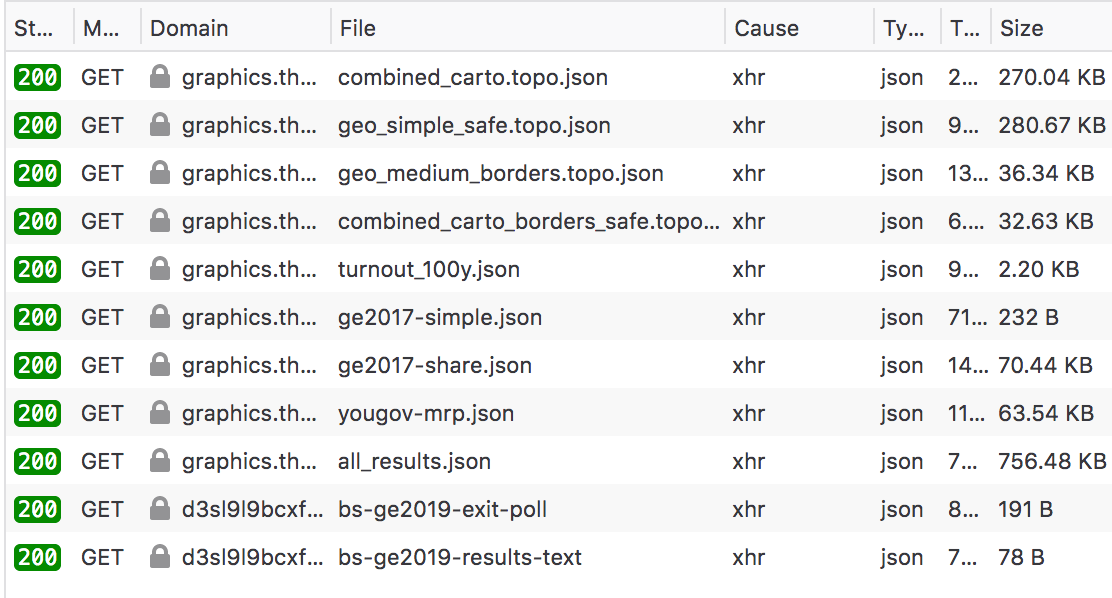 St... M... Domain File Cause Ty... T... Size
200 GET graphics.th... combined_carto.topo.json xhr json 2... 270.04 KB
200 GET graphics.th... geo_simple_safe.topo.json xhr json 9... 280.67 KB
200 GET graphics.th... geo_medium_borders.topo.json xhr json 13... 36.34 KB
200 GET graphics.th... combined_carto_borders_safe.topo... xhr json 6.... 32.63 KB
200 GET graphics.th... turnout_100y.json xhr json 9... 2.20 KB
200 GET graphics.th... ge2017-simple.json xhr json 71... 232 B
200 GET graphics.th... ge2017-share.json xhr json 14... 70.44 KB
200 GET graphics.th... yougov-mrp.json xhr json 11... 63.54 KB
200 GET graphics.th... all_results.json xhr json 7... 756.48 KB
200 GET d3sl9l9bcxf... bs-ge2019-exit-poll xhr json 8... 191 B
200 GET d3sl9l9bcxf... bs-ge2019-results-text xhr json 7... 78 B